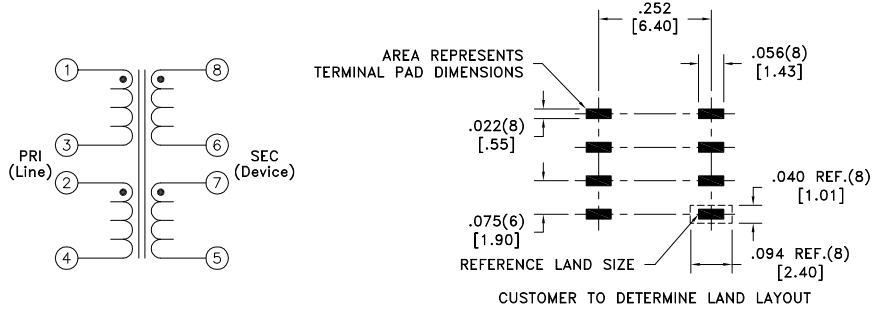 1
3
2
4
8
6
7
5
PRI
(Line)
SEC
(Device)
.252
[6.40]
AREA REPRESENTS
TERMINAL PAD DIMENSIONS
.056(8)
[1.43]
.022(8)
[.55]
.040 REF.(8)
[1.01]
.075(6)
[1.90]
.094 REF.(8)
[2.40]
REFERENCE LAND SIZE
CUSTOMER TO DETERMINE LAND LAYOUT